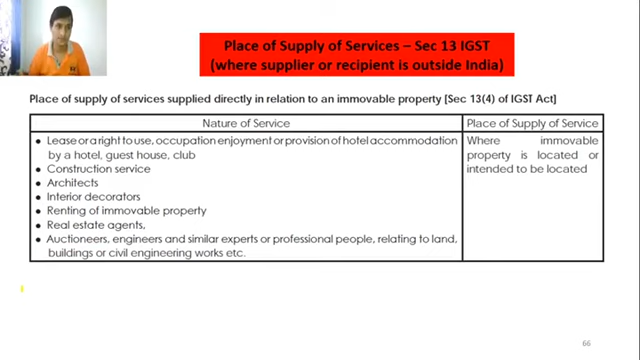 Place of Supply of Services – Sec 13 IGST
(where supplier or recipient is outside India)
Place of supply of services supplied directly in relation to an immovable property [Sec 13(4) of IGST Act]
Nature of Service
Place of Supply of Service
● Lease or a right to use, occupation enjoyment or provision of hotel accommodation
by a hotel, guest house, club
● Construction service
● Architects
● Interior decorators
● Renting of immovable property
● Real estate agents,
● Auctioneers, engineers and similar experts or professional people, relating to land,
buildings or civil engineering works etc.
Where immovable
property is located or
intended to be located
66